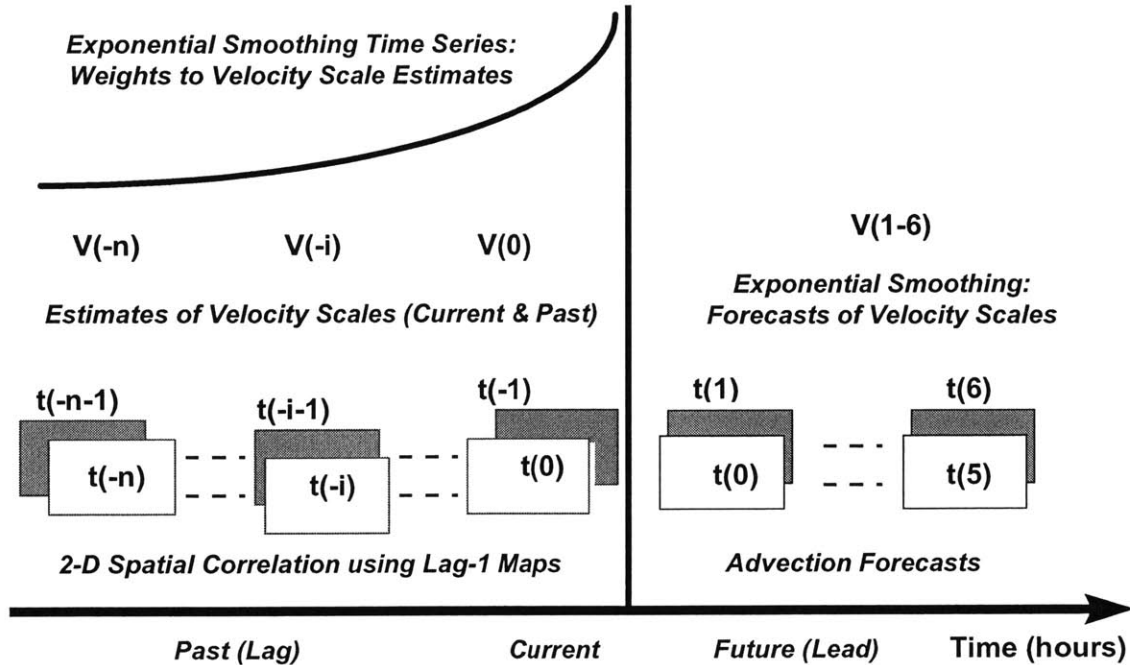 Exponential Smoothing Time Series:
Weights to Velocity Scale Estimates
V(-n) V(-i) V(0)
Estimates of Velocity Scales (Current & Past)
V(1-6)
Exponential Smoothing:
Forecasts of Velocity Scales
t(-n-1) t(-i-1) t(-1)
t(-n) t(-i) t(0)
t(1) t(6)
t(0) t(5)
2-D Spatial Correlation using Lag-1 Maps
Advection Forecasts
Past (Lag) Current Future (Lead) Time (hours)